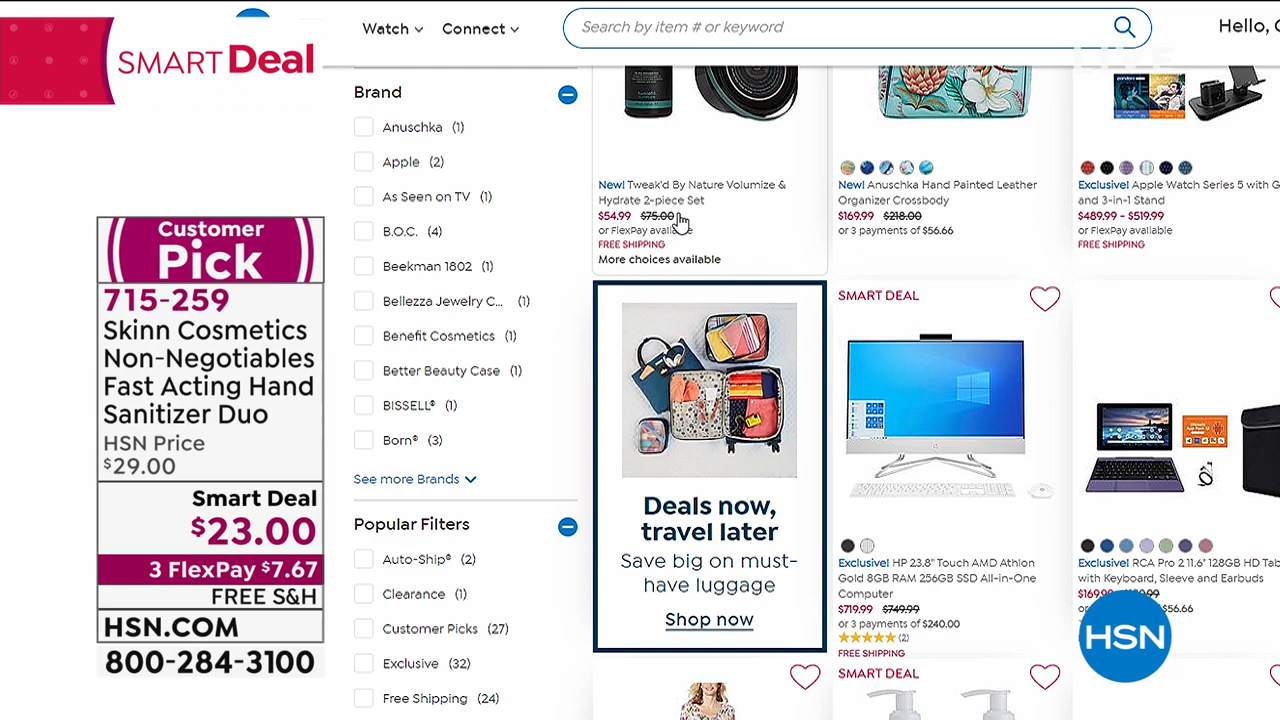 SMART Deal
Watch
Connect
Search by item # or keyword
Hello,
LIVE
Customer
Pick
715-259
Skinn Cosmetics
Non-Negotiables
Fast Acting Hand
Sanitizer Duo
HSN Price
$29.00
Smart Deal
$23.00
3 FlexPay $7.67
FREE S&H
HSN.COM
800-284-3100
Brand
Anuschka (1)
Apple (2)
As Seen on TV (1)
B.O.C. (4)
Beekman 1802 (1)
Bellezza Jewelry C... (1)
Benefit Cosmetics (1)
Better Beauty Case (1)
BISSELL® (1)
Born® (3)
See more Brands
Popular Filters
Auto-Ship® (2)
Clearance (1)
Customer Picks (27)
Exclusive (32)
Free Shipping (24)
New! Tweak'd By Nature Volumize &
Hydrate 2-piece Set
$54.99 $75.00
or FlexPay available
FREE SHIPPING
More choices available
New! Anuschka Hand Painted Leather
Organizer Crossbody
$169.99 $218.00
or 3 payments of $56.66
Exclusive! Apple Watch Series 5 with G
and 3-in-1 Stand
$489.99 - $519.99
or FlexPay available
FREE SHIPPING
Deals now,
travel later
Save big on must-
have luggage
Shop now
SMART DEAL
Exclusive! HP 23.8" Touch AMD Athlon
Gold 8GB RAM 256GB SSD All-in-One
Computer
$719.99 $749.99
or 3 payments of $240.00
(2)
FREE SHIPPING
Exclusive! RCA Pro 2 11.6" 128GB HD Tab
with Keyboard, Sleeve and Earbuds
$169.99
$56.66
HSN
SMART DEAL